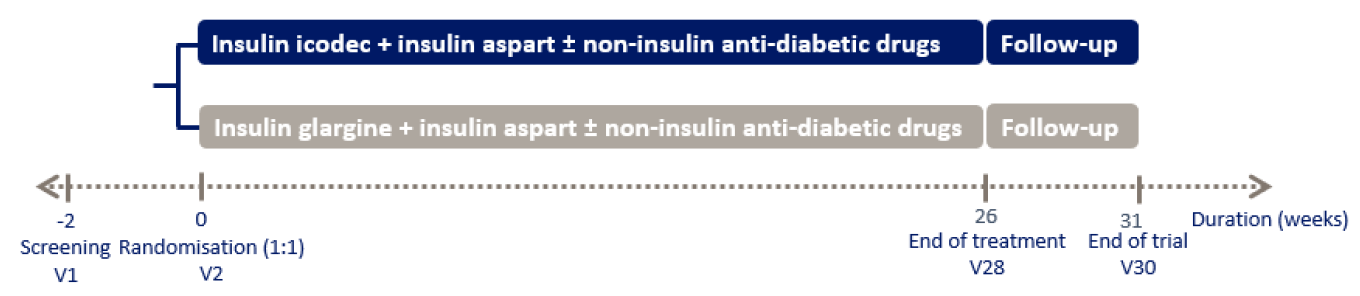 Insulin icodec + insulin aspart ± non-insulin anti-diabetic drugs Follow-up
Insulin glargine + insulin aspart ± non-insulin anti-diabetic drugs Follow-up
-2 0 26 31 Duration (weeks)
Screening Randomisation (1:1) End of treatment End of trial
V1 V2 V28 V30